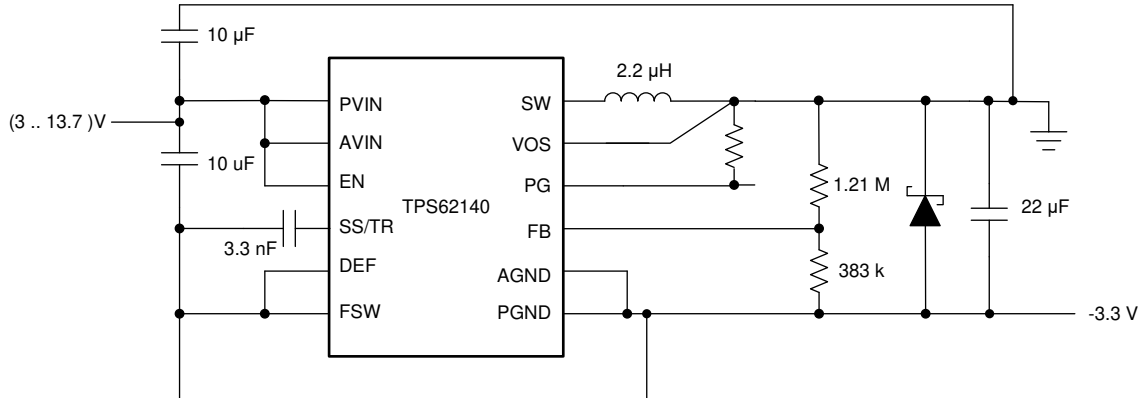 10 µF
(3 .. 13.7 )V
10 uF
3.3 nF
PVIN
AVIN
EN
SS/TR
DEF
FSW
TPS62140
SW
VOS
PG
FB
AGND
PGND
2.2 µH
1.21 M
383 k
22 µF
-3.3 V